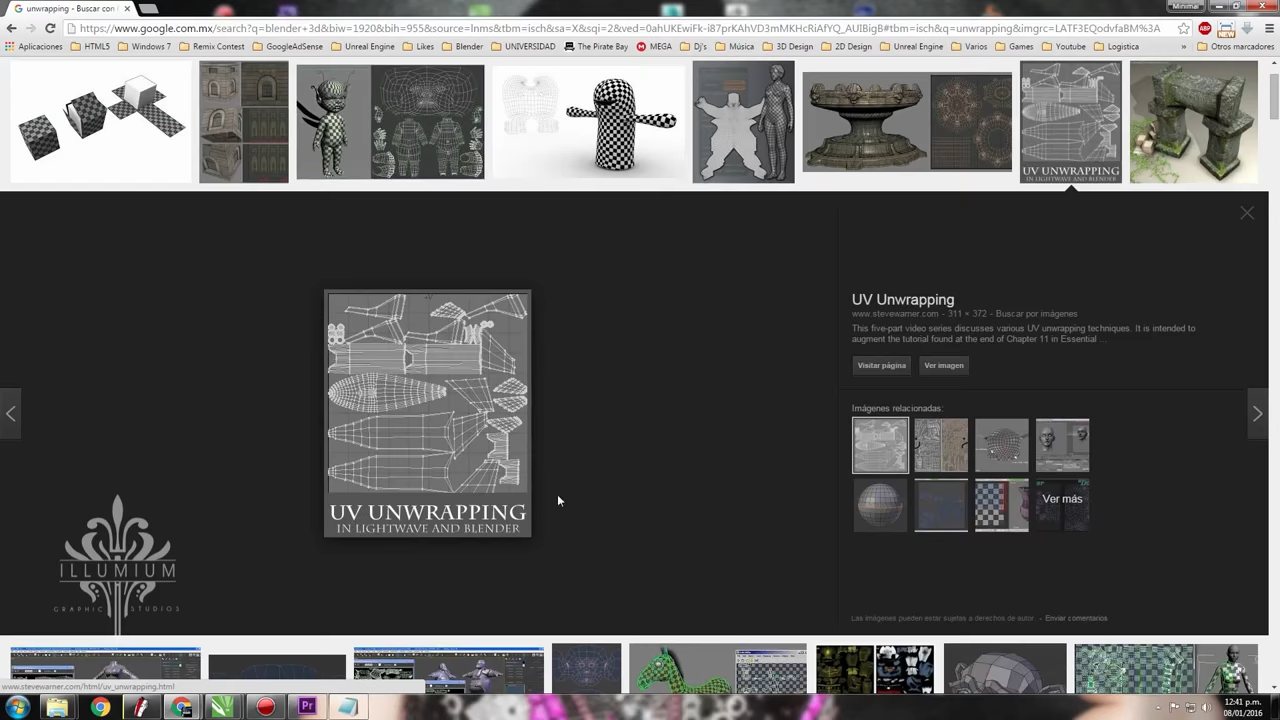 unwrapping - Buscar con
Minimal
https://www.google.com.mx/search?q=blender+3d&biw=1920&bih=955&source=lnms&tbm=isch&sa=X&sqi=2&ved=0ahUKEwiFk-i87prKAhVD3mMKHcRiAfYQ_AUIBigB#tbm=isch&q=unwrapping&imgrc=LATF3EQodvfaBM%3A
Aplicaciones HTML5 Windows 7 Remix Contest GoogleAdSense Unreal Engine Likes Blender UNIVERSIDAD The Pirate Bay MEGA Dj's Música 3D Design 2D Design Unreal Engine Varios Games Youtube Logistica » Otros marcadores
UV UNWRAPPING
IN LIGHTWAVE AND BLENDER
UV Unwrapping
www.stevewarner.com - 311 × 372 - Buscar por imágenes
This five-part video series discusses various UV unwrapping techniques. It is intended to
augment the tutorial found at the end of Chapter 11 in Essential ...
Visitar página Ver imagen
Imágenes relacionadas:
Ver más
UV UNWRAPPING
IN LIGHTWAVE AND BLENDER
ILLUMIUM
GRAPHIC STUDIOS
Las imágenes pueden estar sujetas a derechos de autor. - Enviar comentarios
www.stevewarner.com/html/uv_unwrapping.html
12:41 p.m.
08/01/2016